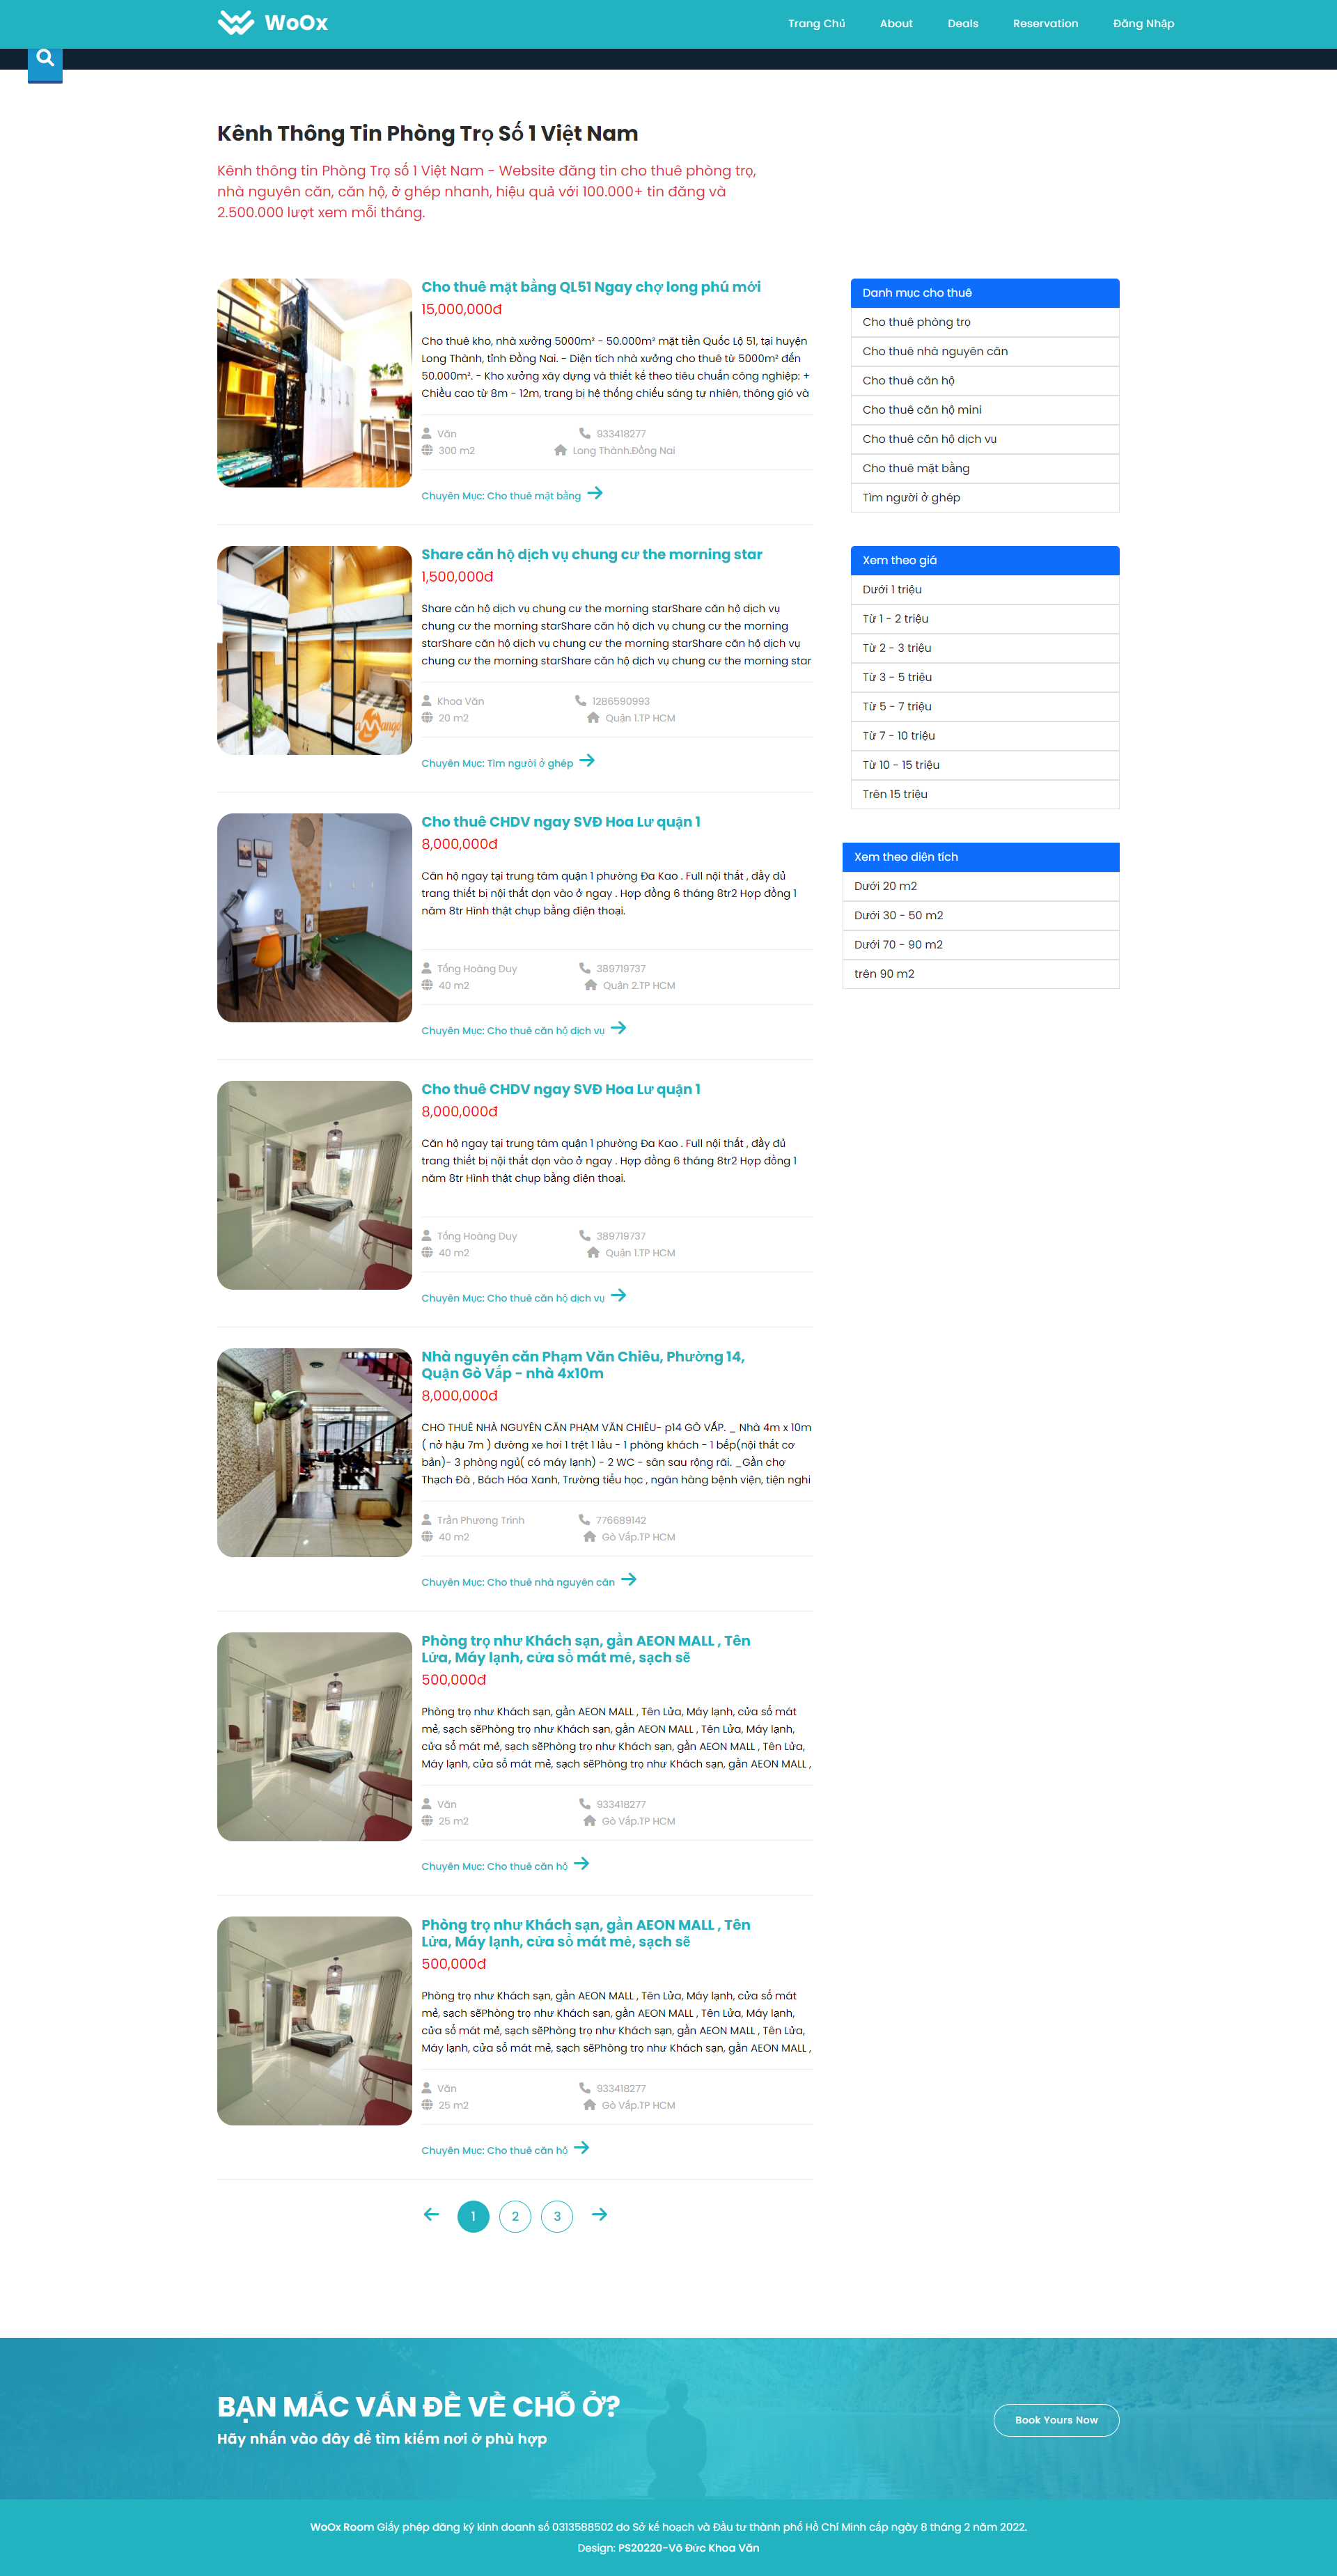 WoOx
Trang Chủ
About
Deals
Reservation
Đăng Nhập
Kênh Thông Tin Phòng Trọ Số 1 Việt Nam
Kênh thông tin Phòng Trọ số 1 Việt Nam - Website đăng tin cho thuê phòng trọ,
nhà nguyên căn, căn hộ, ở ghép nhanh, hiệu quả với 100.000+ tin đăng và
2.500.000 lượt xem mỗi tháng.
Cho thuê mặt bằng QL51 Ngay chợ long phú mới
15,000,000đ
Cho thuê kho, nhà xưởng 5000m² - 50.000m² mặt tiền Quốc Lộ 51, tại huyện
Long Thành, tỉnh Đồng Nai. - Diện tích nhà xưởng cho thuê từ 5000m² đến
50.000m². - Kho xưởng xây dựng và thiết kế theo tiêu chuẩn công nghiệp: +
Chiều cao từ 8m - 12m, trang bị hệ thống chiếu sáng tự nhiên, thông gió và
Văn
933418277
300 m2
Long Thành.Đồng Nai
Chuyên Mục: Cho thuê mặt bằng
Share căn hộ dịch vụ chung cư the morning star
1,500,000đ
Share căn hộ dịch vụ chung cư the morning starShare căn hộ dịch vụ
chung cư the morning starShare căn hộ dịch vụ chung cư the morning
starShare căn hộ dịch vụ chung cư the morning starShare căn hộ dịch vụ
chung cư the morning starShare căn hộ dịch vụ chung cư the morning star
Khoa Văn
1286590993
20 m2
Quận 1.TP HCM
Chuyên Mục: Tìm người ở ghép
Cho thuê CHDV ngay SVĐ Hoa Lư quận 1
8,000,000đ
Căn hộ ngay tại trung tâm quận 1 phường Đa Kao . Full nội thất , đầy đủ
trang thiết bị nội thất dọn vào ở ngay . Hợp đồng 6 tháng 8tr2 Hợp đồng 1
năm 8tr Hình thật chụp bằng điện thoại.
Tống Hoàng Duy
389719737
40 m2
Quận 2.TP HCM
Chuyên Mục: Cho thuê căn hộ dịch vụ
Cho thuê CHDV ngay SVĐ Hoa Lư quận 1
8,000,000đ
Căn hộ ngay tại trung tâm quận 1 phường Đa Kao . Full nội thất , đầy đủ
trang thiết bị nội thất dọn vào ở ngay . Hợp đồng 6 tháng 8tr2 Hợp đồng 1
năm 8tr Hình thật chụp bằng điện thoại.
Tống Hoàng Duy
389719737
40 m2
Quận 1.TP HCM
Chuyên Mục: Cho thuê căn hộ dịch vụ
Nhà nguyên căn Phạm Văn Chiêu, Phường 14,
Quận Gò Vấp - nhà 4x10m
8,000,000đ
CHO THUÊ NHÀ NGUYÊN CĂN PHẠM VĂN CHIÊU- p14 GÒ VẤP. _ Nhà 4m x 10m
( nở hậu 7m ) đường xe hơi 1 trệt 1 lầu - 1 phòng khách - 1 bếp(nội thất cơ
bản)- 3 phòng ngủ( có máy lạnh) - 2 WC - sân sau rộng rãi. _Gần chợ
Thạch Đà , Bách Hóa Xanh, Trường tiểu học , ngân hàng bệnh viện, tiện nghi
Trần Phương Trinh
776689142
40 m2
Gò Vấp.TP HCM
Chuyên Mục: Cho thuê nhà nguyên căn
Phòng trọ như Khách sạn, gần AEON MALL , Tên
Lửa, Máy lạnh, cửa sổ mát mẻ, sạch sẽ
500,000đ
Phòng trọ như Khách sạn, gần AEON MALL , Tên Lửa, Máy lạnh, cửa sổ mát
mẻ, sạch sẽPhòng trọ như Khách sạn, gần AEON MALL , Tên Lửa, Máy lạnh,
cửa sổ mát mẻ, sạch sẽPhòng trọ như Khách sạn, gần AEON MALL , Tên Lửa,
Máy lạnh, cửa sổ mát mẻ, sạch sẽPhòng trọ như Khách sạn, gần AEON MALL ,
Văn
933418277
25 m2
Gò Vấp.TP HCM
Chuyên Mục: Cho thuê căn hộ
Phòng trọ như Khách sạn, gần AEON MALL , Tên
Lửa, Máy lạnh, cửa sổ mát mẻ, sạch sẽ
500,000đ
Phòng trọ như Khách sạn, gần AEON MALL , Tên Lửa, Máy lạnh, cửa sổ mát
mẻ, sạch sẽPhòng trọ như Khách sạn, gần AEON MALL , Tên Lửa, Máy lạnh,
cửa sổ mát mẻ, sạch sẽPhòng trọ như Khách sạn, gần AEON MALL , Tên Lửa,
Máy lạnh, cửa sổ mát mẻ, sạch sẽPhòng trọ như Khách sạn, gần AEON MALL ,
Văn
933418277
25 m2
Gò Vấp.TP HCM
Chuyên Mục: Cho thuê căn hộ
1
2
3
Danh mục cho thuê
Cho thuê phòng trọ
Cho thuê nhà nguyên căn
Cho thuê căn hộ
Cho thuê căn hộ mini
Cho thuê căn hộ dịch vụ
Cho thuê mặt bằng
Tìm người ở ghép
Xem theo giá
Dưới 1 triệu
Từ 1 - 2 triệu
Từ 2 - 3 triệu
Từ 3 - 5 triệu
Từ 5 - 7 triệu
Từ 7 - 10 triệu
Từ 10 - 15 triệu
Trên 15 triệu
Xem theo diện tích
Dưới 20 m2
Dưới 30 - 50 m2
Dưới 70 - 90 m2
trên 90 m2
BẠN MẮC VẤN ĐỀ VỀ CHỖ Ở?
Hãy nhấn vào đây để tìm kiếm nơi ở phù hợp
Book Yours Now
WoOx Room Giấy phép đăng ký kinh doanh số 0313588502 do Sở kế hoạch và Đầu tư thành phố Hồ Chí Minh cấp ngày 8 tháng 2 năm 2022.
Design: PS20220-Võ Đức Khoa Văn